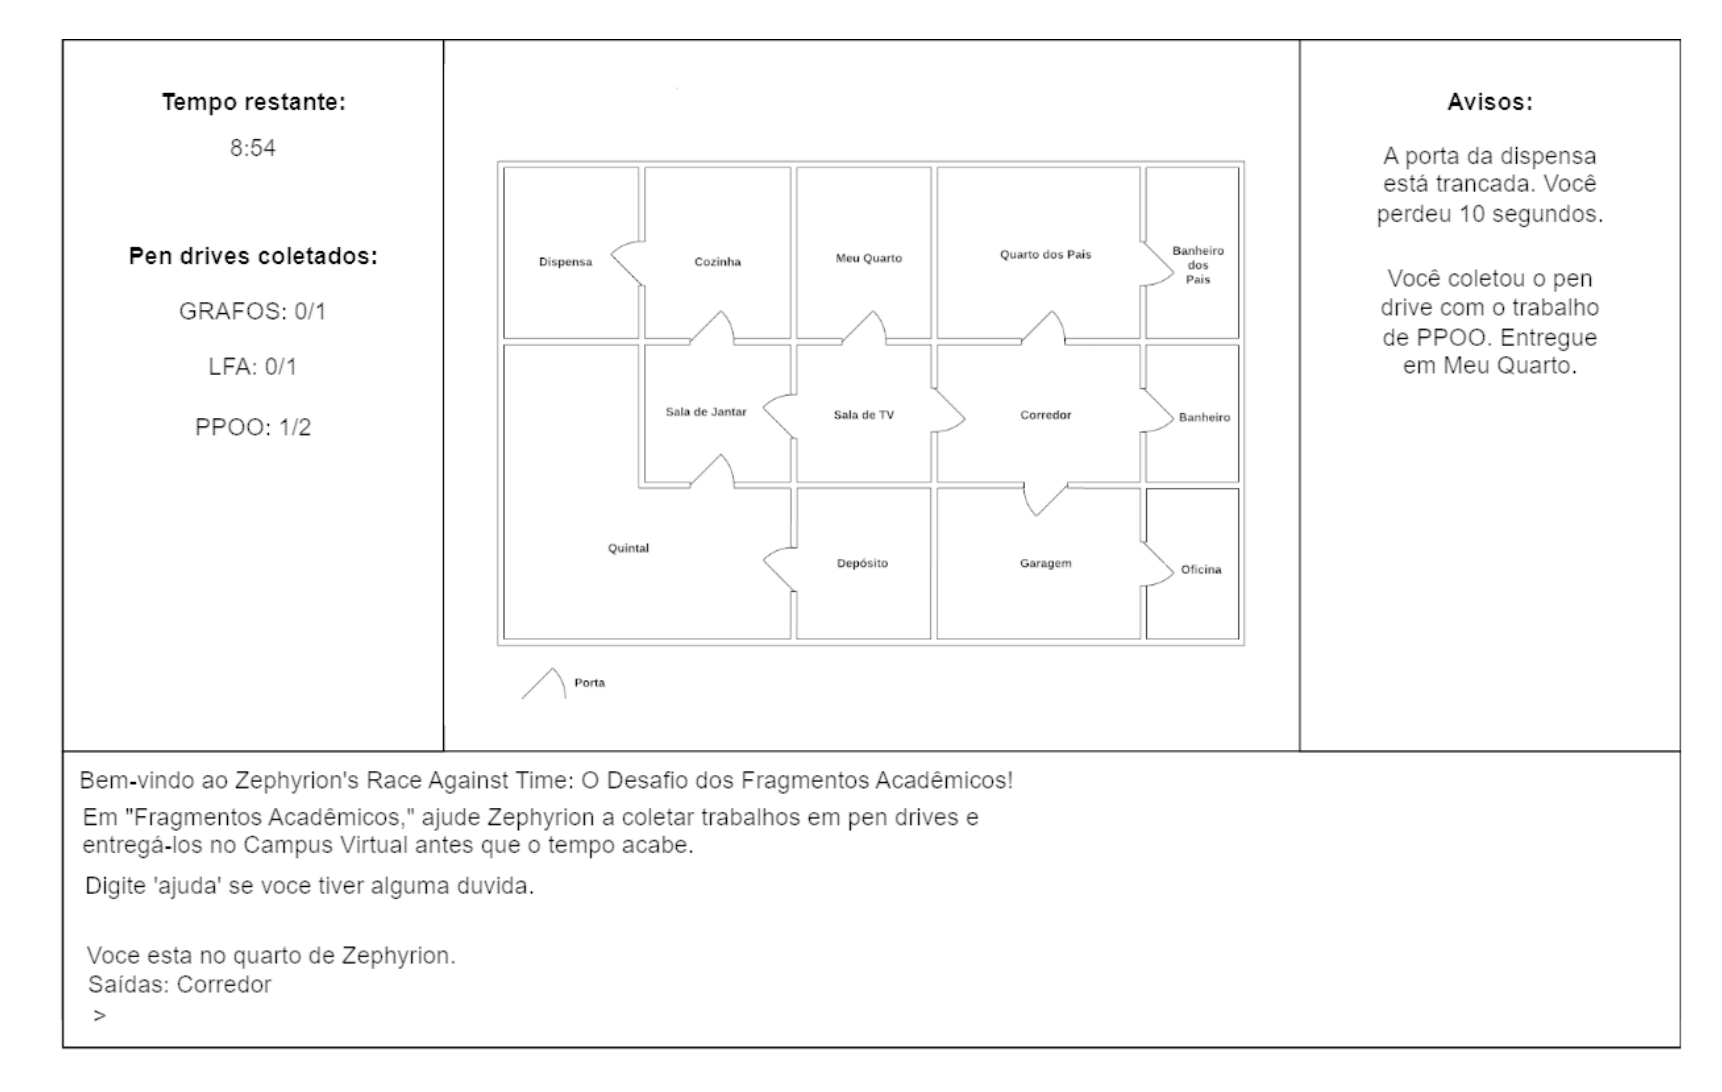 Tempo restante:
8:54
Pen drives coletados:
GRAFOS: 0/1
LFA: 0/1
PPOO: 1/2
Dispensa
Cozinha
Meu Quarto
Quarto dos Pais
Banheiro
dos
Pais
Sala de Jantar
Sala de TV
Corredor
Banheiro
Quintal
Depósito
Garagem
Oficina
Porta
Avisos:
A porta da dispensa
está trancada. Você
perdeu 10 segundos.
Você coletou o pen
drive com o trabalho
de PPOO. Entregue
em Meu Quarto.
Bem-vindo ao Zephyrion's Race Against Time: O Desafio dos Fragmentos Acadêmicos!
Em "Fragmentos Acadêmicos," ajude Zephyrion a coletar trabalhos em pen drives e
entregá-los no Campus Virtual antes que o tempo acabe.
Digite 'ajuda' se voce tiver alguma duvida.
Voce esta no quarto de Zephyrion.
Saídas: Corredor
>